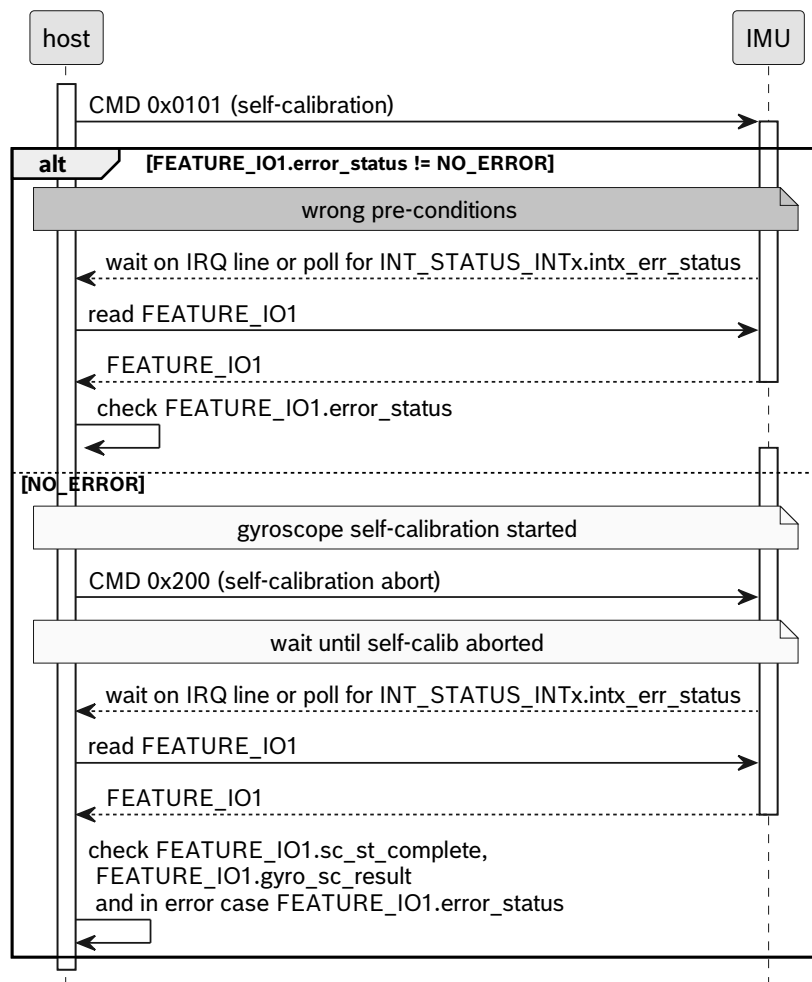 host
IMU
CMD 0x0101 (self-calibration)
alt
[FEATURE_IO1.error_status != NO_ERROR]
wrong pre-conditions
wait on IRQ line or poll for INT_STATUS_INTx.intx_err_status
read FEATURE_IO1
FEATURE_IO1
check FEATURE_IO1.error_status
[NO_ERROR]
gyroscope self-calibration started
CMD 0x200 (self-calibration abort)
wait until self-calib aborted
wait on IRQ line or poll for INT_STATUS_INTx.intx_err_status
read FEATURE_IO1
FEATURE_IO1
check FEATURE_IO1.sc_st_complete,
FEATURE_IO1.gyro_sc_result
and in error case FEATURE_IO1.error_status